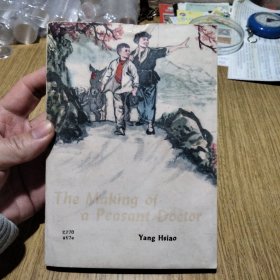 The Making of
a Peasant Doctor
Yang Hsiao